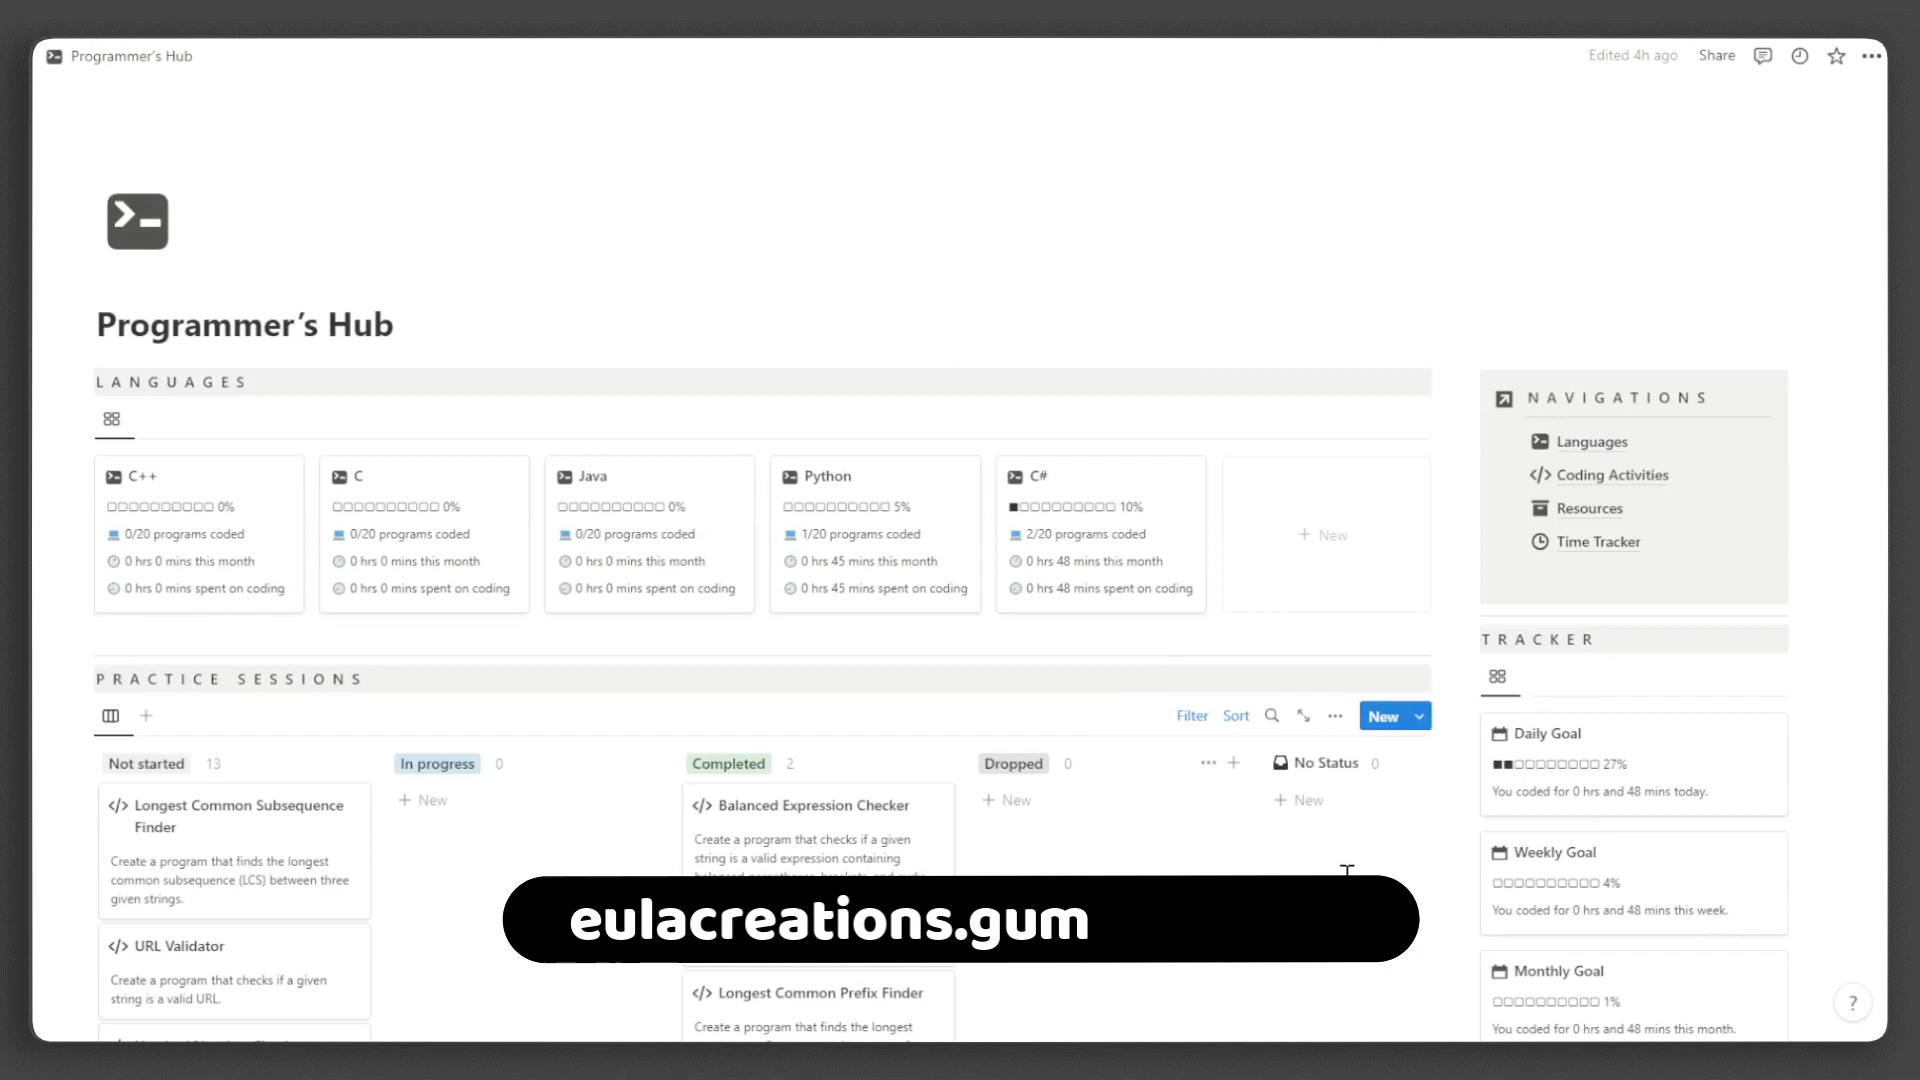 Programmer's Hub
Edited 4h ago
Share
Programmer's Hub
LANGUAGES
C++
0%
0/20 programs coded
0 hrs 0 mins this month
0 hrs 0 mins spent on coding
C
0%
0/20 programs coded
0 hrs 0 mins this month
0 hrs 0 mins spent on coding
Java
0%
0/20 programs coded
0 hrs 0 mins this month
0 hrs 0 mins spent on coding
Python
5%
1/20 programs coded
0 hrs 45 mins this month
0 hrs 45 mins spent on coding
C#
10%
2/20 programs coded
0 hrs 48 mins this month
0 hrs 48 mins spent on coding
+ New
NAVIGATIONS
Languages
</> Coding Activities
Resources
Time Tracker
PRACTICE SESSIONS
Filter
Sort
New
Not started 13
</> Longest Common Subsequence
Finder
Create a program that finds the longest
common subsequence (LCS) between three
given strings.
</> URL Validator
Create a program that checks if a given
string is a valid URL.
In progress 0
+ New
Completed 2
</> Balanced Expression Checker
Create a program that checks if a given
string is a valid expression containing
</> Longest Common Prefix Finder
Create a program that finds the longest
Dropped 0
+ New
No Status 0
+ New
TRACKER
Daily Goal
27%
You coded for 0 hrs and 48 mins today.
Weekly Goal
4%
You coded for 0 hrs and 48 mins this week.
Monthly Goal
1%
You coded for 0 hrs and 48 mins this month.
?
eulacreations.gum